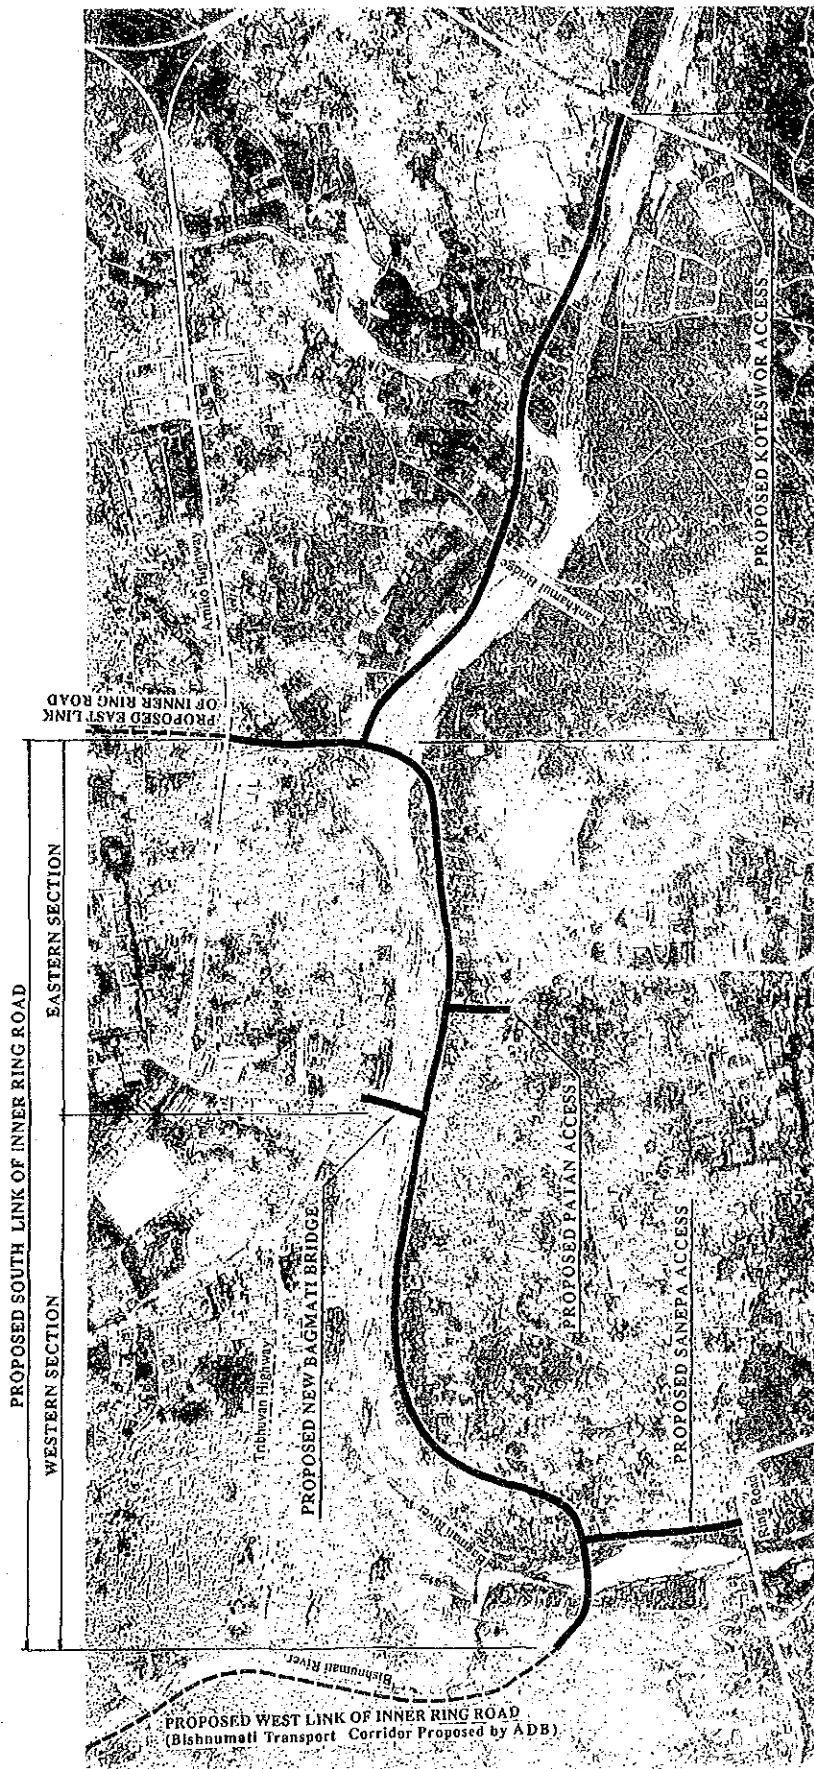 PROPOSED SOUTH LINK OF INNER RING ROAD
WESTERN SECTION
EASTERN SECTION
PROPOSED EAST LINK
OF INNER RING ROAD
Arniko Highway
Tribhuvan Highway
PROPOSED NEW BAGMATI BRIDGE
PROPOSED PATAN ACCESS
PROPOSED SANEPA ACCESS
PROPOSED KOTESWOR ACCESS
Sankhamul Bridge
Bagmati River
Ring Road
Bishnumati River
PROPOSED WEST LINK OF INNER RING ROAD
(Bishnumati Transport Corridor Proposed by ADB)